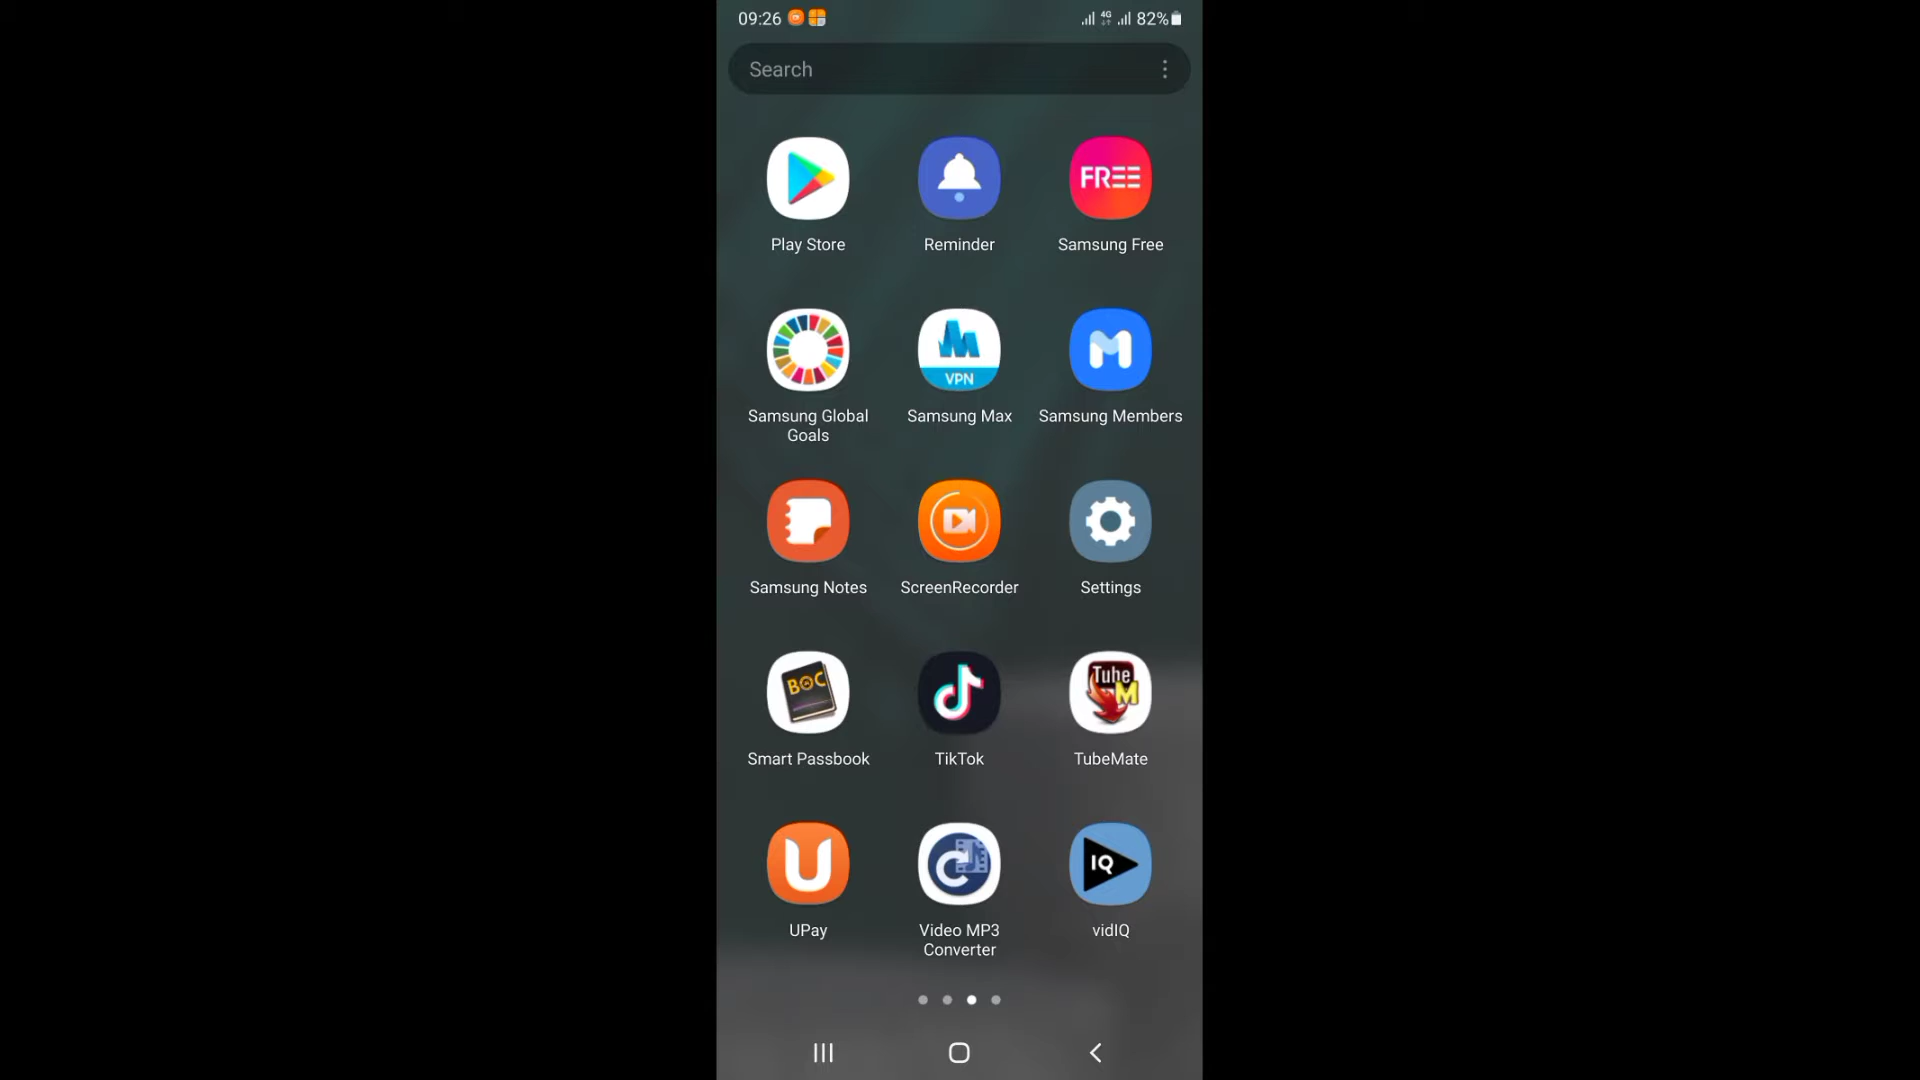 09:26
4G 82%
Search
FREE
Play Store Reminder Samsung Free
VPN
Samsung Global Goals Samsung Max Samsung Members
Samsung Notes ScreenRecorder Settings
BOC
Tube M
Smart Passbook TikTok TubeMate
U
IQ
UPay Video MP3 Converter vidIQ